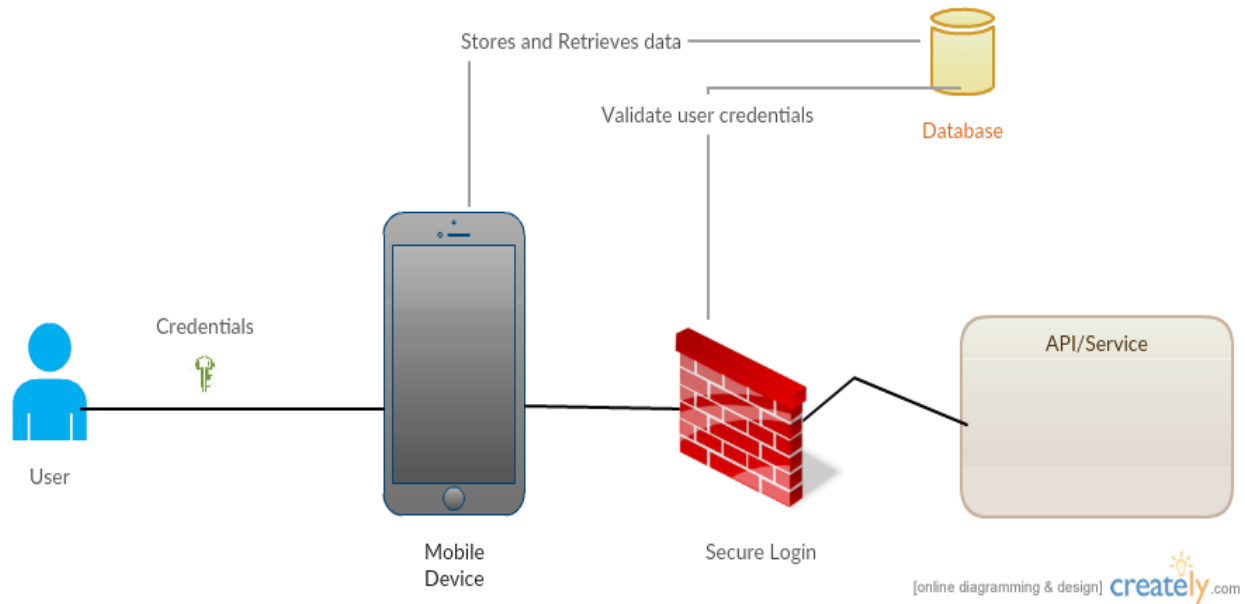 Stores and Retrieves data
Validate user credentials
Database
Credentials
API/Service
User
Mobile
Device
Secure Login
[online diagramming & design] creately.com